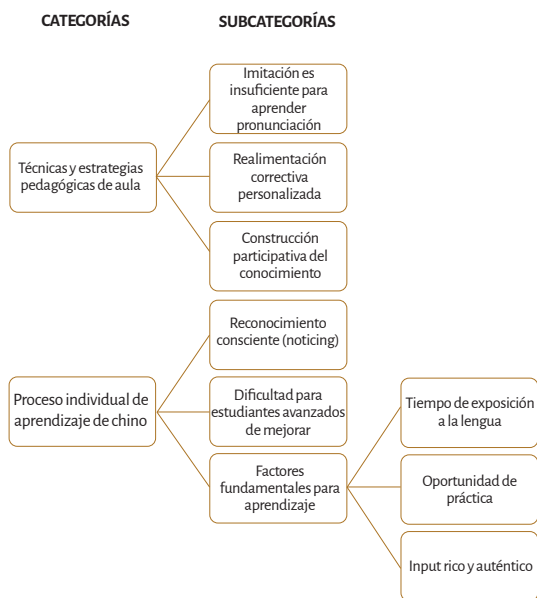 CATEGORÍAS
SUBCATEGORÍAS
Imitación es
insuficiente para
aprender
pronunciación
Técnicas y estrategias
pedagógicas de aula
Realimentación
correctiva
personalizada
Construcción
participativa del
conocimiento
Reconocimiento
consciente (noticing)
Proceso individual de
aprendizaje de chino
Dificultad para
estudiantes avanzados
de mejorar
Factores
fundamentales para
aprendizaje
Tiempo de exposición
a la lengua
Oportunidad de
práctica
Input rico y auténtico